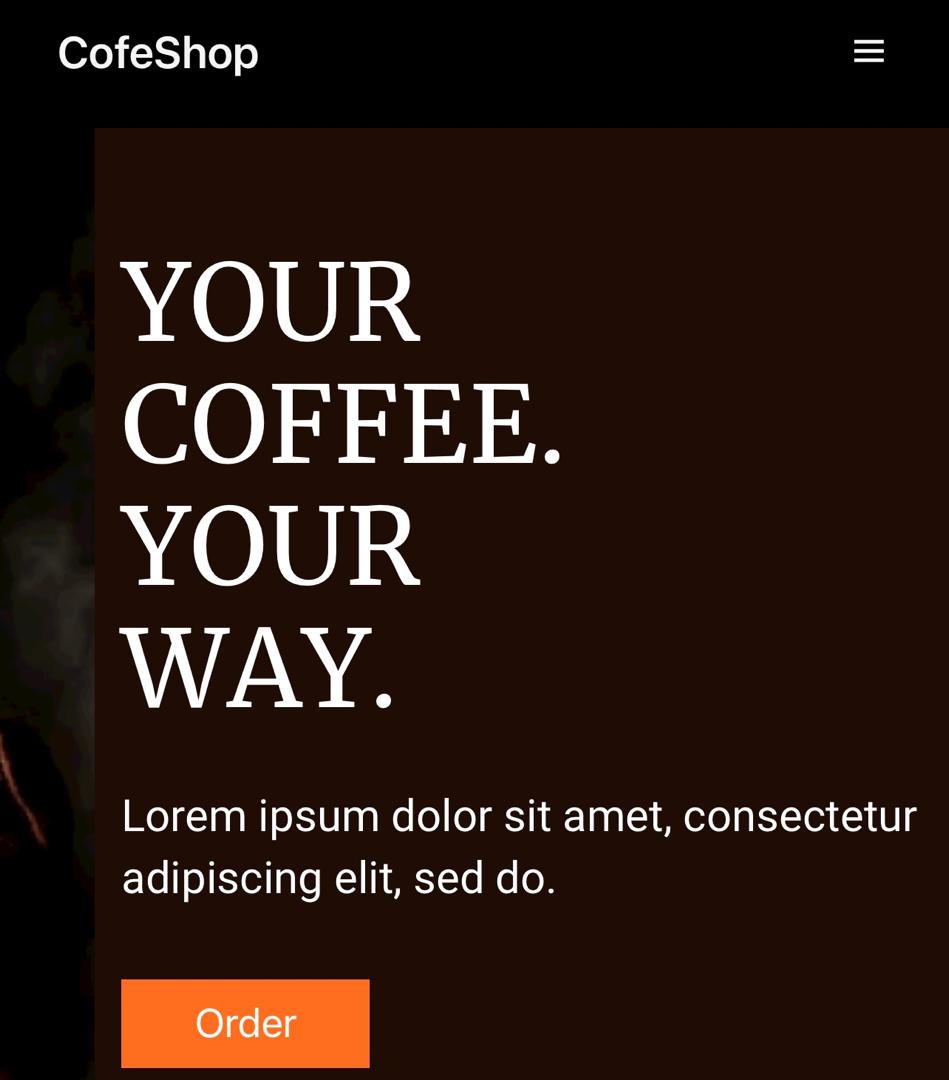 CofeShop
YOUR
COFFEE.
YOUR
WAY.
Lorem ipsum dolor sit amet, consectetur
adipiscing elit, sed do.
Order